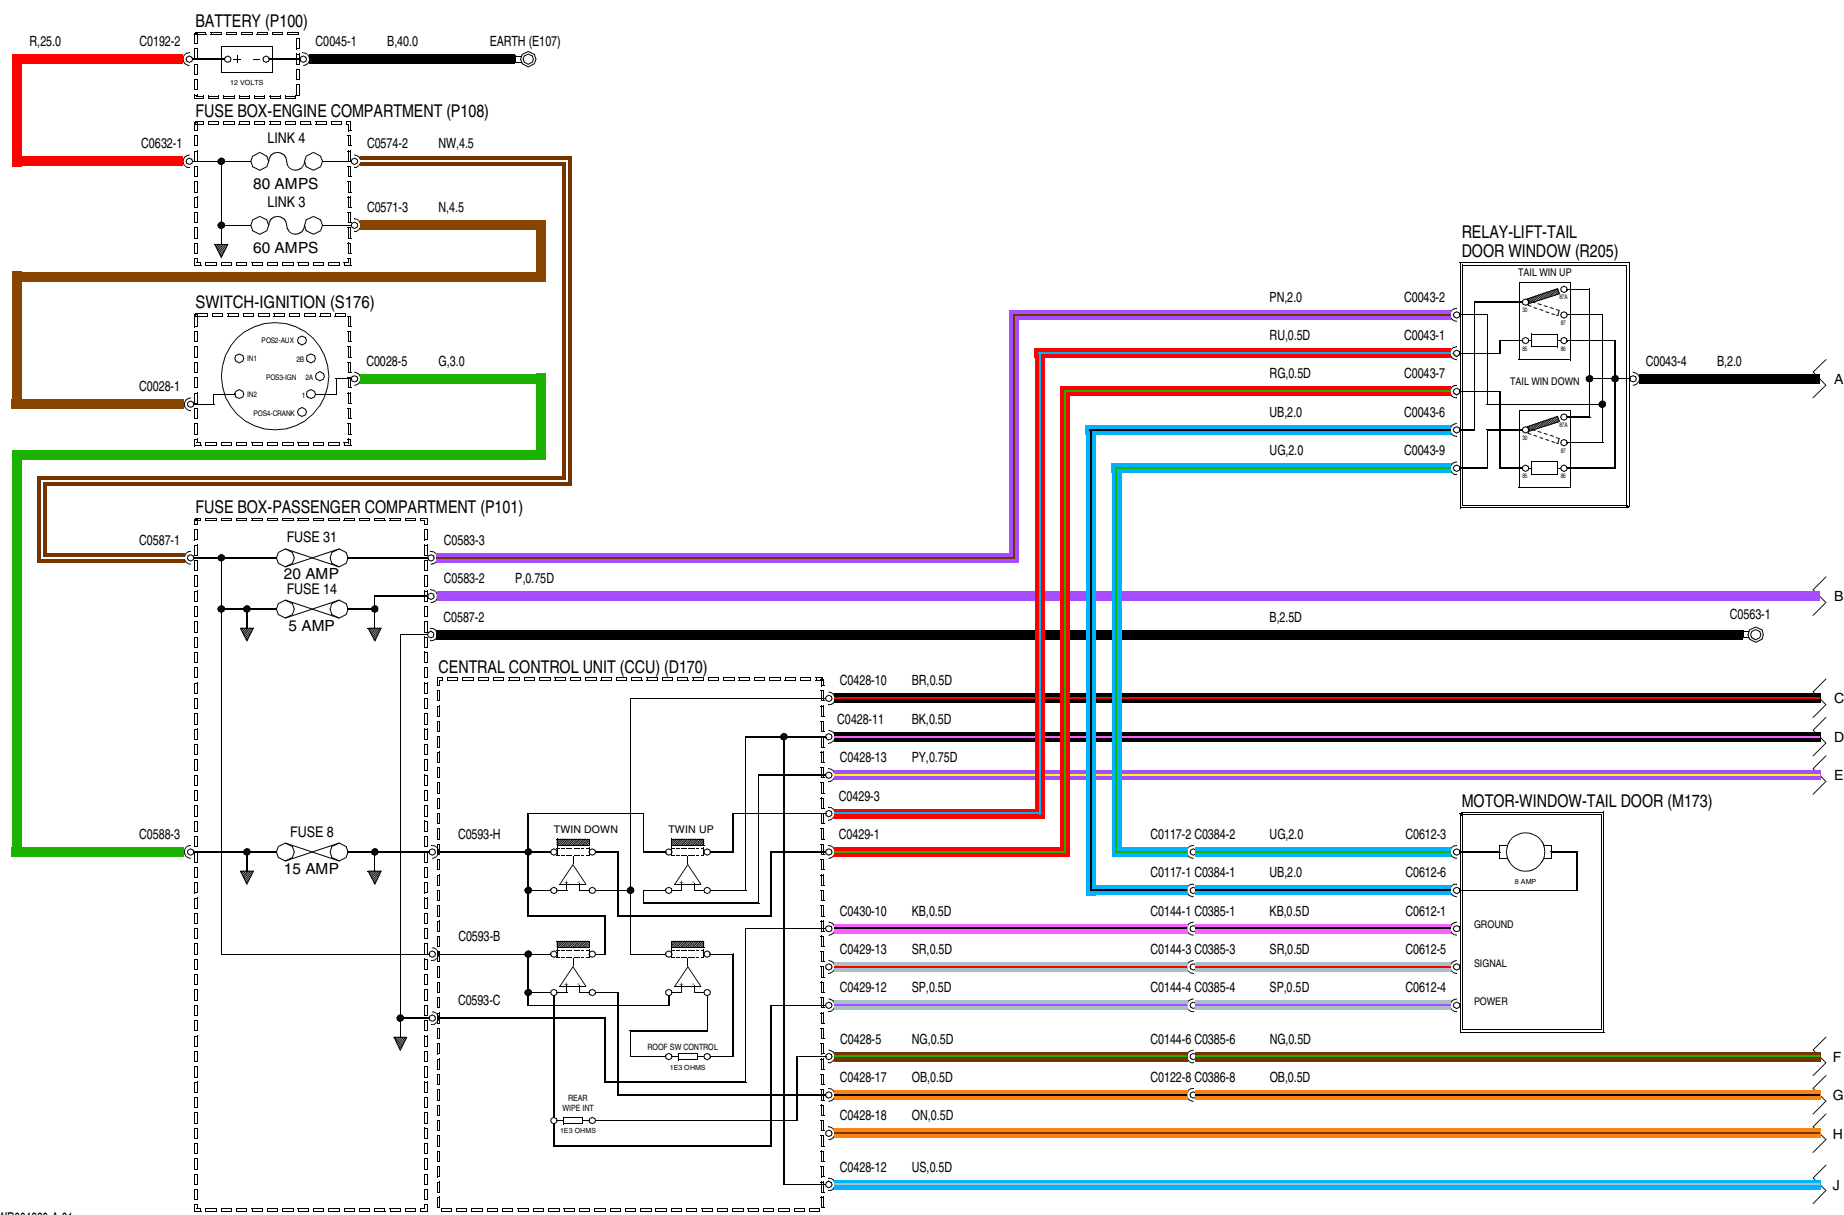 BATTERY (P100)
R,25.0 C0192-2 C0045-1 B,40.0 EARTH (E107)
+ -
12 VOLTS
FUSE BOX-ENGINE COMPARTMENT (P108)
C0632-1 LINK 4 C0574-2 NW,4.5
80 AMPS
LINK 3 C0571-3 N,4.5
60 AMPS
SWITCH-IGNITION (S176)
POS2-AUX
IN1 2B
C0028-5 G,3.0
POS3-IGN 2A
C0028-1 IN2 1
POS4-CRANK
RELAY-LIFT-TAIL
DOOR WINDOW (R205)
TAIL WIN UP
PN,2.0 C0043-2
30 87A 87
RU,0.5D C0043-1
85 86
RG,0.5D C0043-7
TAIL WIN DOWN
C0043-4 B,2.0 A
UB,2.0 C0043-6
30 87A 87
UG,2.0 C0043-9
85 86
FUSE BOX-PASSENGER COMPARTMENT (P101)
C0587-1 FUSE 31 C0583-3
20 AMP
FUSE 14 C0583-2 P,0.75D B
5 AMP
C0587-2 B,2.5D C0563-1
CENTRAL CONTROL UNIT (CCU) (D170)
C0428-10 BR,0.5D C
C0428-11 BK,0.5D D
C0428-13 PY,0.75D E
C0429-3
MOTOR-WINDOW-TAIL DOOR (M173)
C0588-3 FUSE 8 C0593-H TWIN DOWN TWIN UP C0429-1 C0117-2 C0384-2 UG,2.0 C0612-3
15 AMP
+ - + -
C0117-1 C0384-1 UB,2.0 C0612-6 8 AMP
C0430-10 KB,0.5D C0144-1 C0385-1 KB,0.5D C0612-1 GROUND
C0593-B
C0429-13 SR,0.5D C0144-3 C0385-3 SR,0.5D C0612-5 SIGNAL
+ - + -
C0593-C
C0429-12 SP,0.5D C0144-4 C0385-4 SP,0.5D C0612-4 POWER
ROOF SW CONTROL
1E3 OHMS
C0428-5 NG,0.5D C0144-6 C0385-6 NG,0.5D F
C0428-17 OB,0.5D C0122-8 C0386-8 OB,0.5D G
REAR
WIPE INT
1E3 OHMS
C0428-18 ON,0.5D H
C0428-12 US,0.5D J